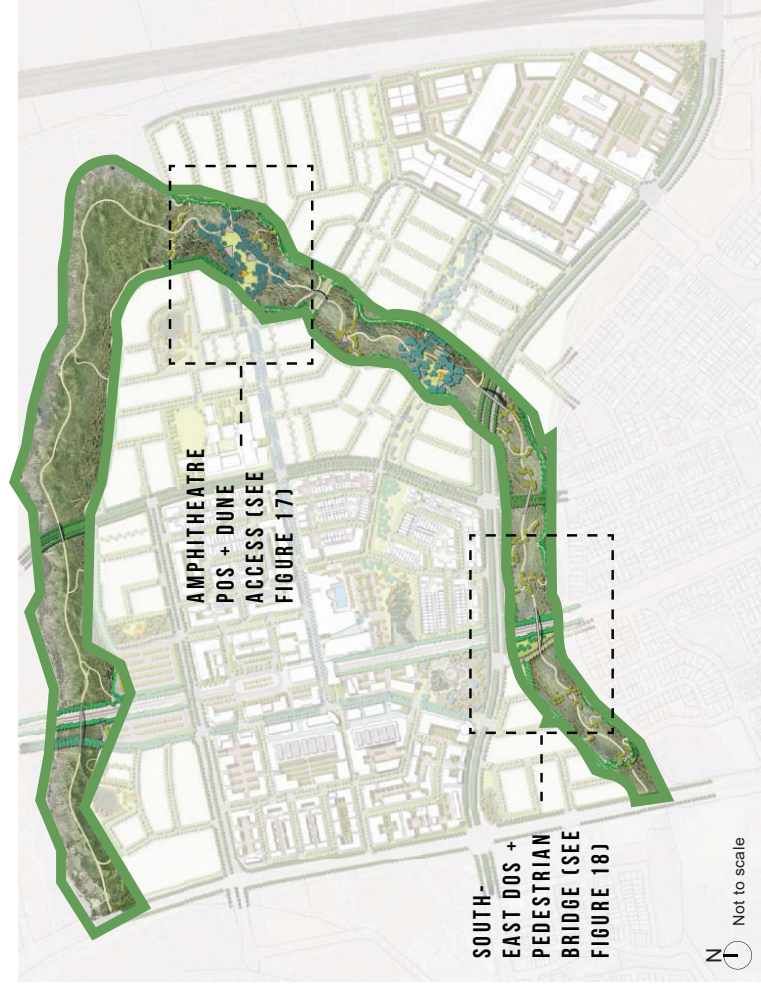 AMPHITHEATRE
POS + DUNE
ACCESS (SEE
FIGURE 17)
SOUTH-
EAST DOS +
PEDESTRIAN
BRIDGE (SEE
FIGURE 18)
N
Not to scale